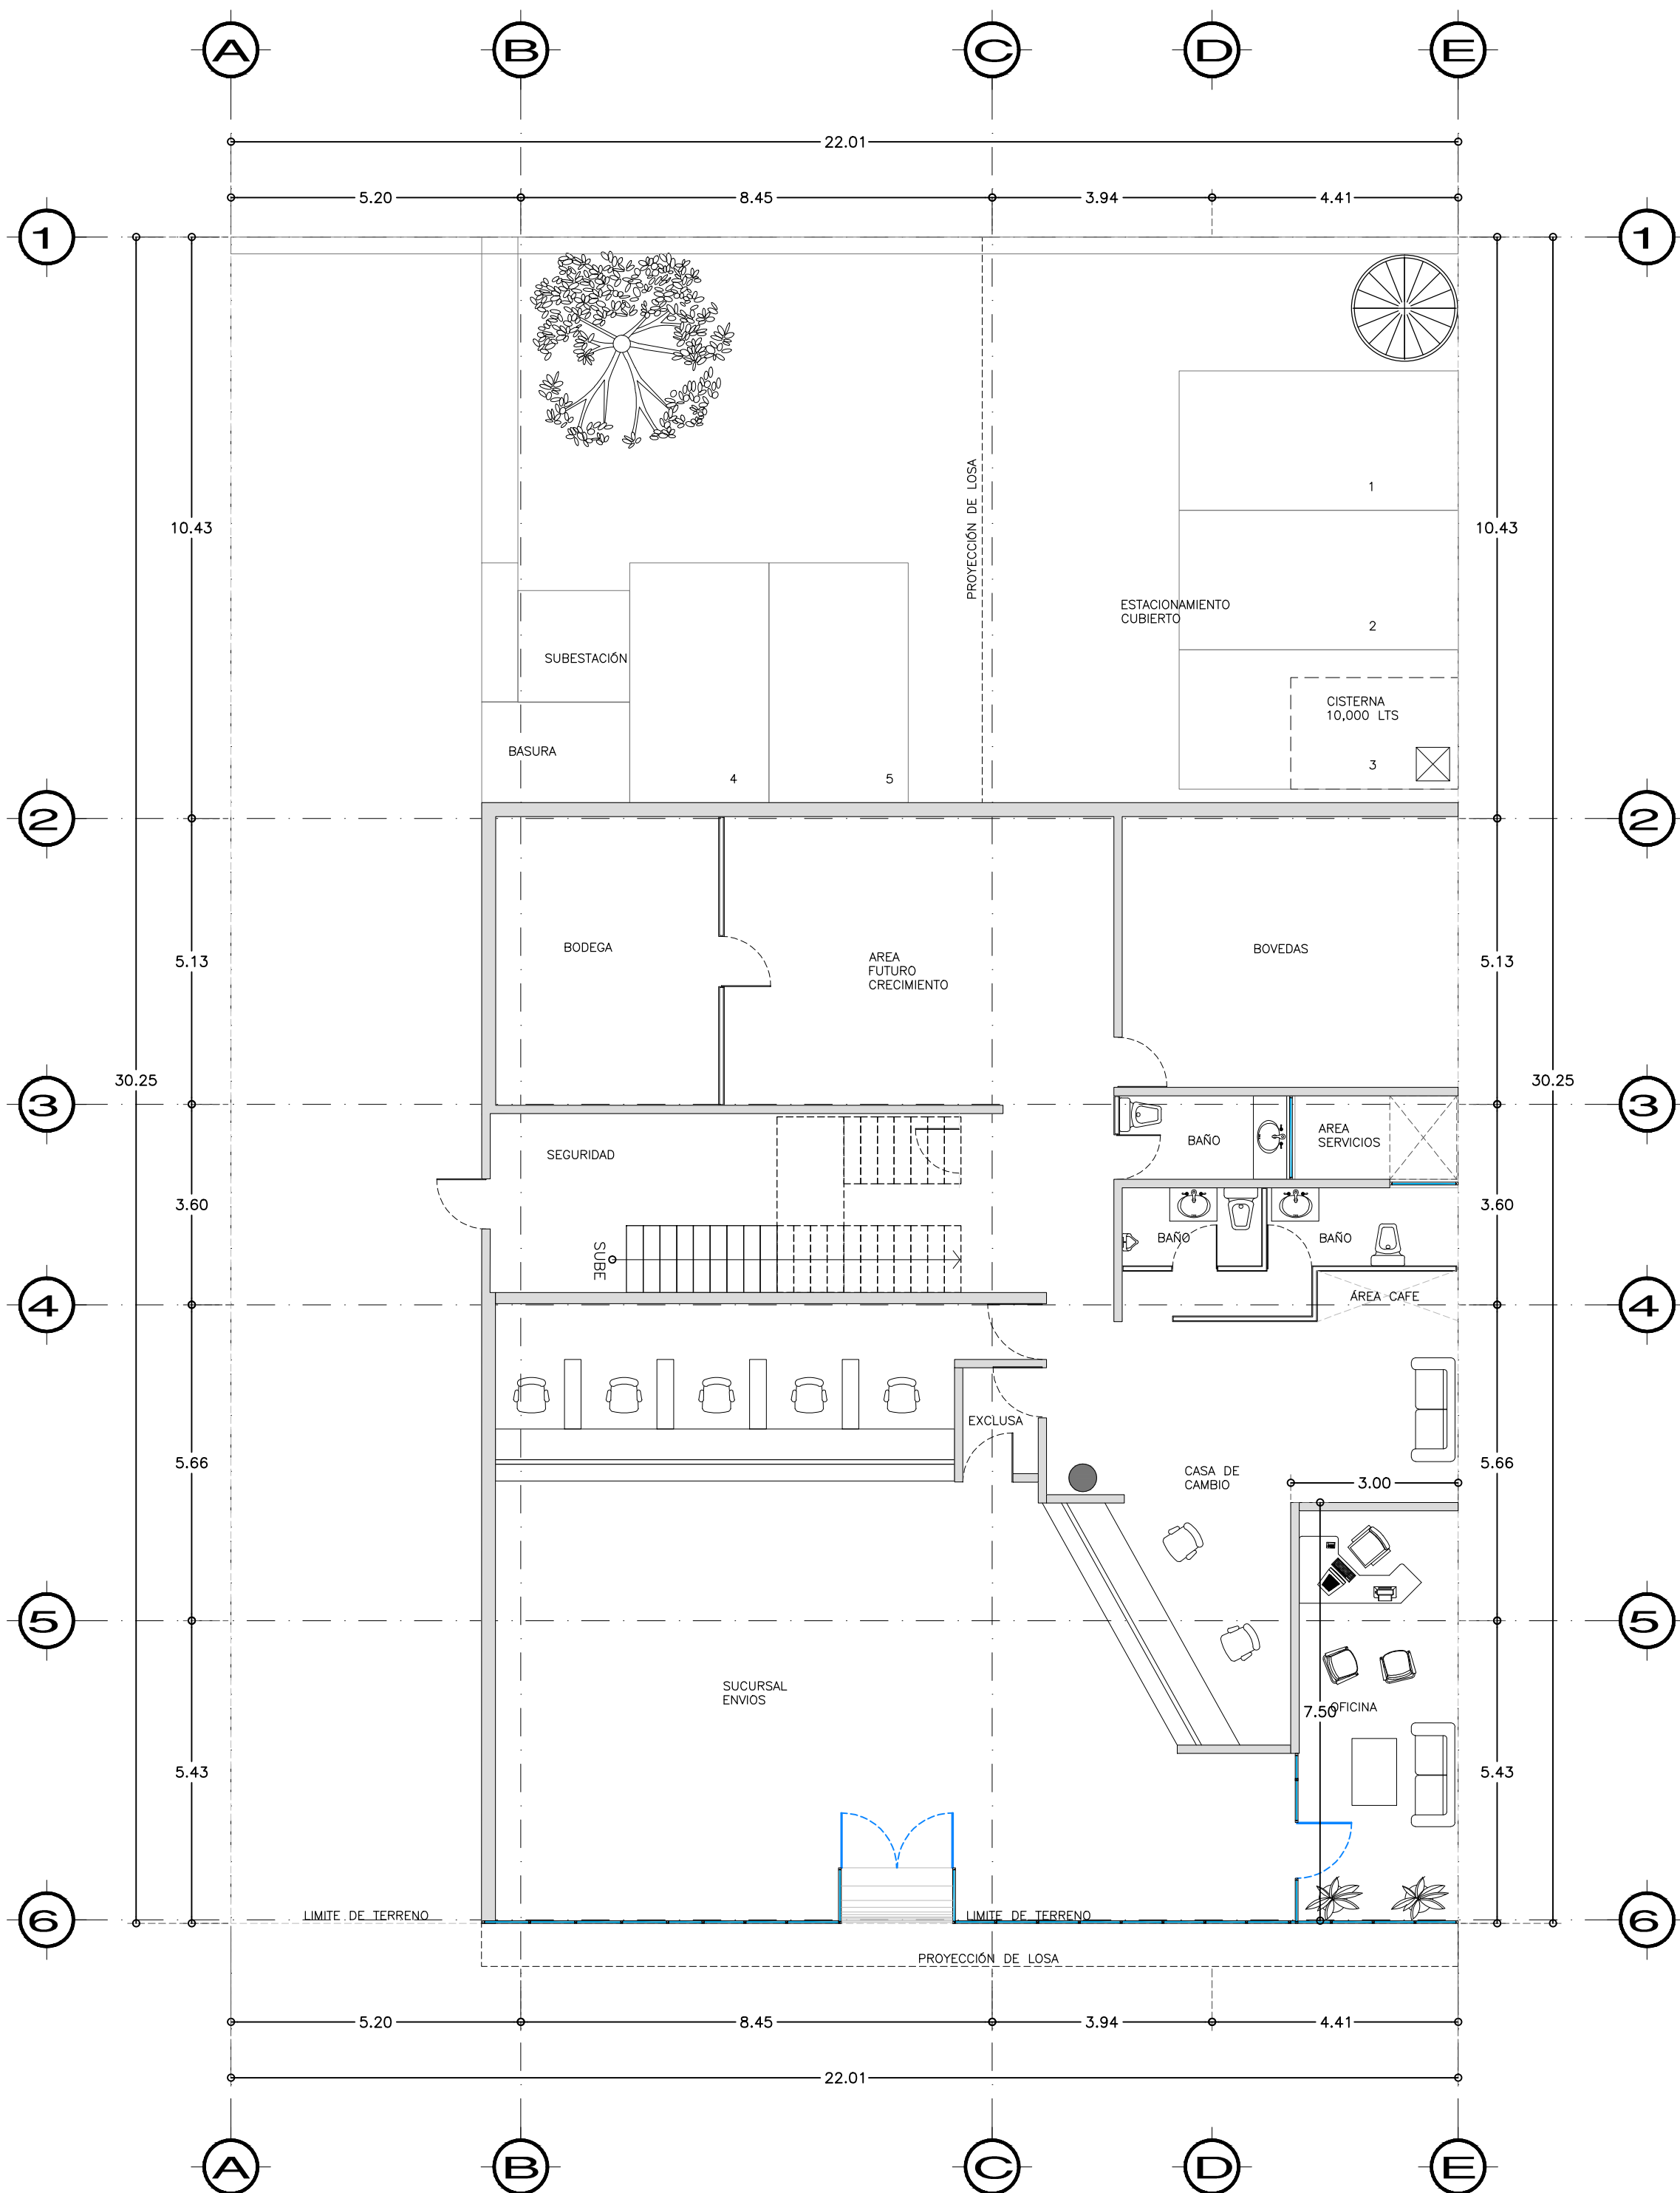 A B C D E
22.01
5.20 8.45 3.94 4.41
1 1
PROYECCIÓN DE LOSA
1
10.43 10.43
ESTACIONAMIENTO
CUBIERTO
2
SUBESTACIÓN
CISTERNA
10,000 LTS
BASURA
3
4 5
2 2
BODEGA
BOVEDAS
AREA
FUTURO
CRECIMIENTO
5.13 5.13
30.25 30.25
3 3
AREA
SERVICIOS
BAÑO
SEGURIDAD
3.60 3.60
BAÑO BAÑO
SUBE
ÁREA CAFE
4 4
EXCLUSA
5.66 5.66
CASA DE
CAMBIO
3.00
5 5
SUCURSAL
ENVIOS
OFICINA
7.50
5.43 5.43
LIMITE DE TERRENO LIMITE DE TERRENO
6 6
PROYECCIÓN DE LOSA
5.20 8.45 3.94 4.41
22.01
A B C D E